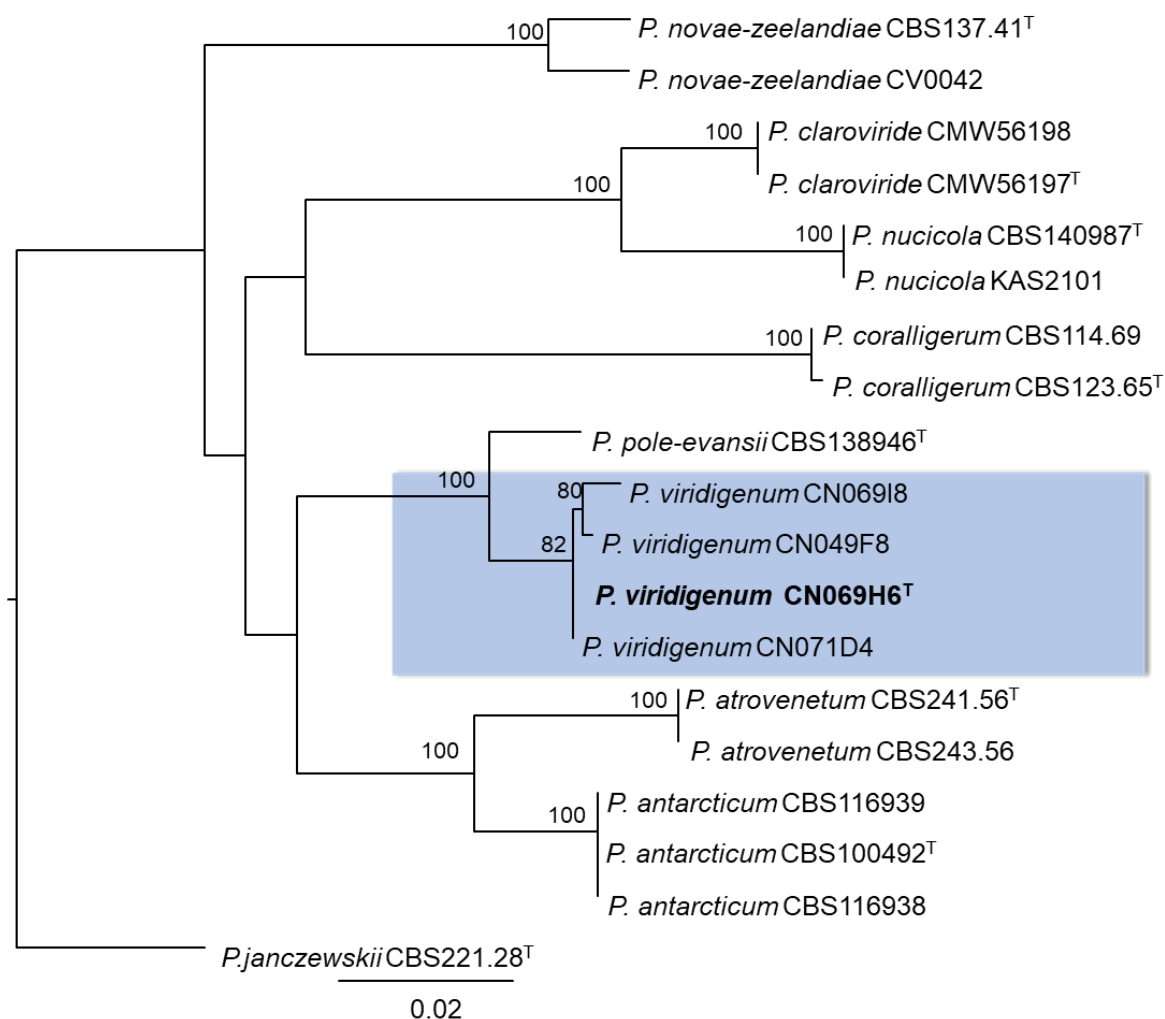 100
P. novae-zeelandiae CBS137.41ᵀ
P. novae-zeelandiae CV0042
100
P. claroviride CMW56198
100
P. claroviride CMW56197ᵀ
100
P. nucicola CBS140987ᵀ
P. nucicola KAS2101
100
P. coralligerum CBS114.69
P. coralligerum CBS123.65ᵀ
P. pole-evansii CBS138946ᵀ
100
80
P. viridigenum CN069I8
82
P. viridigenum CN049F8
P. viridigenum CN069H6ᵀ
P. viridigenum CN071D4
100
P. atrovenetum CBS241.56ᵀ
100
P. atrovenetum CBS243.56
100
P. antarcticum CBS116939
P. antarcticum CBS100492ᵀ
P. antarcticum CBS116938
P.janczewskii CBS221.28ᵀ
0.02